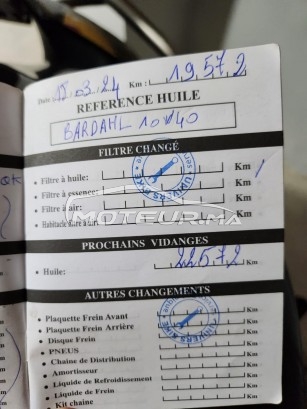 Date: 15.03.24 Km: 19572
REFERENCE HUILE
BARDAHL 10W40
FILTRE CHANGÉ
• Filtre à huile: Km
• Filtre à essence: Km
• Filtre à air: Km
Km
MOTEUR.MA
PROCHAINS VIDANGES
• Huile: 22572 Km
AUTRES CHANGEMENTS
• Plaquette Frein Avant Km
• Plaquette Frein Arrière Km
• Disque Frein Km
• PNEUS Km
• Chaine de Distribution Km
• Amortisseur Km
• Liquide de Refroidissement Km
• Liquide de Frein Km
• Kit chaine